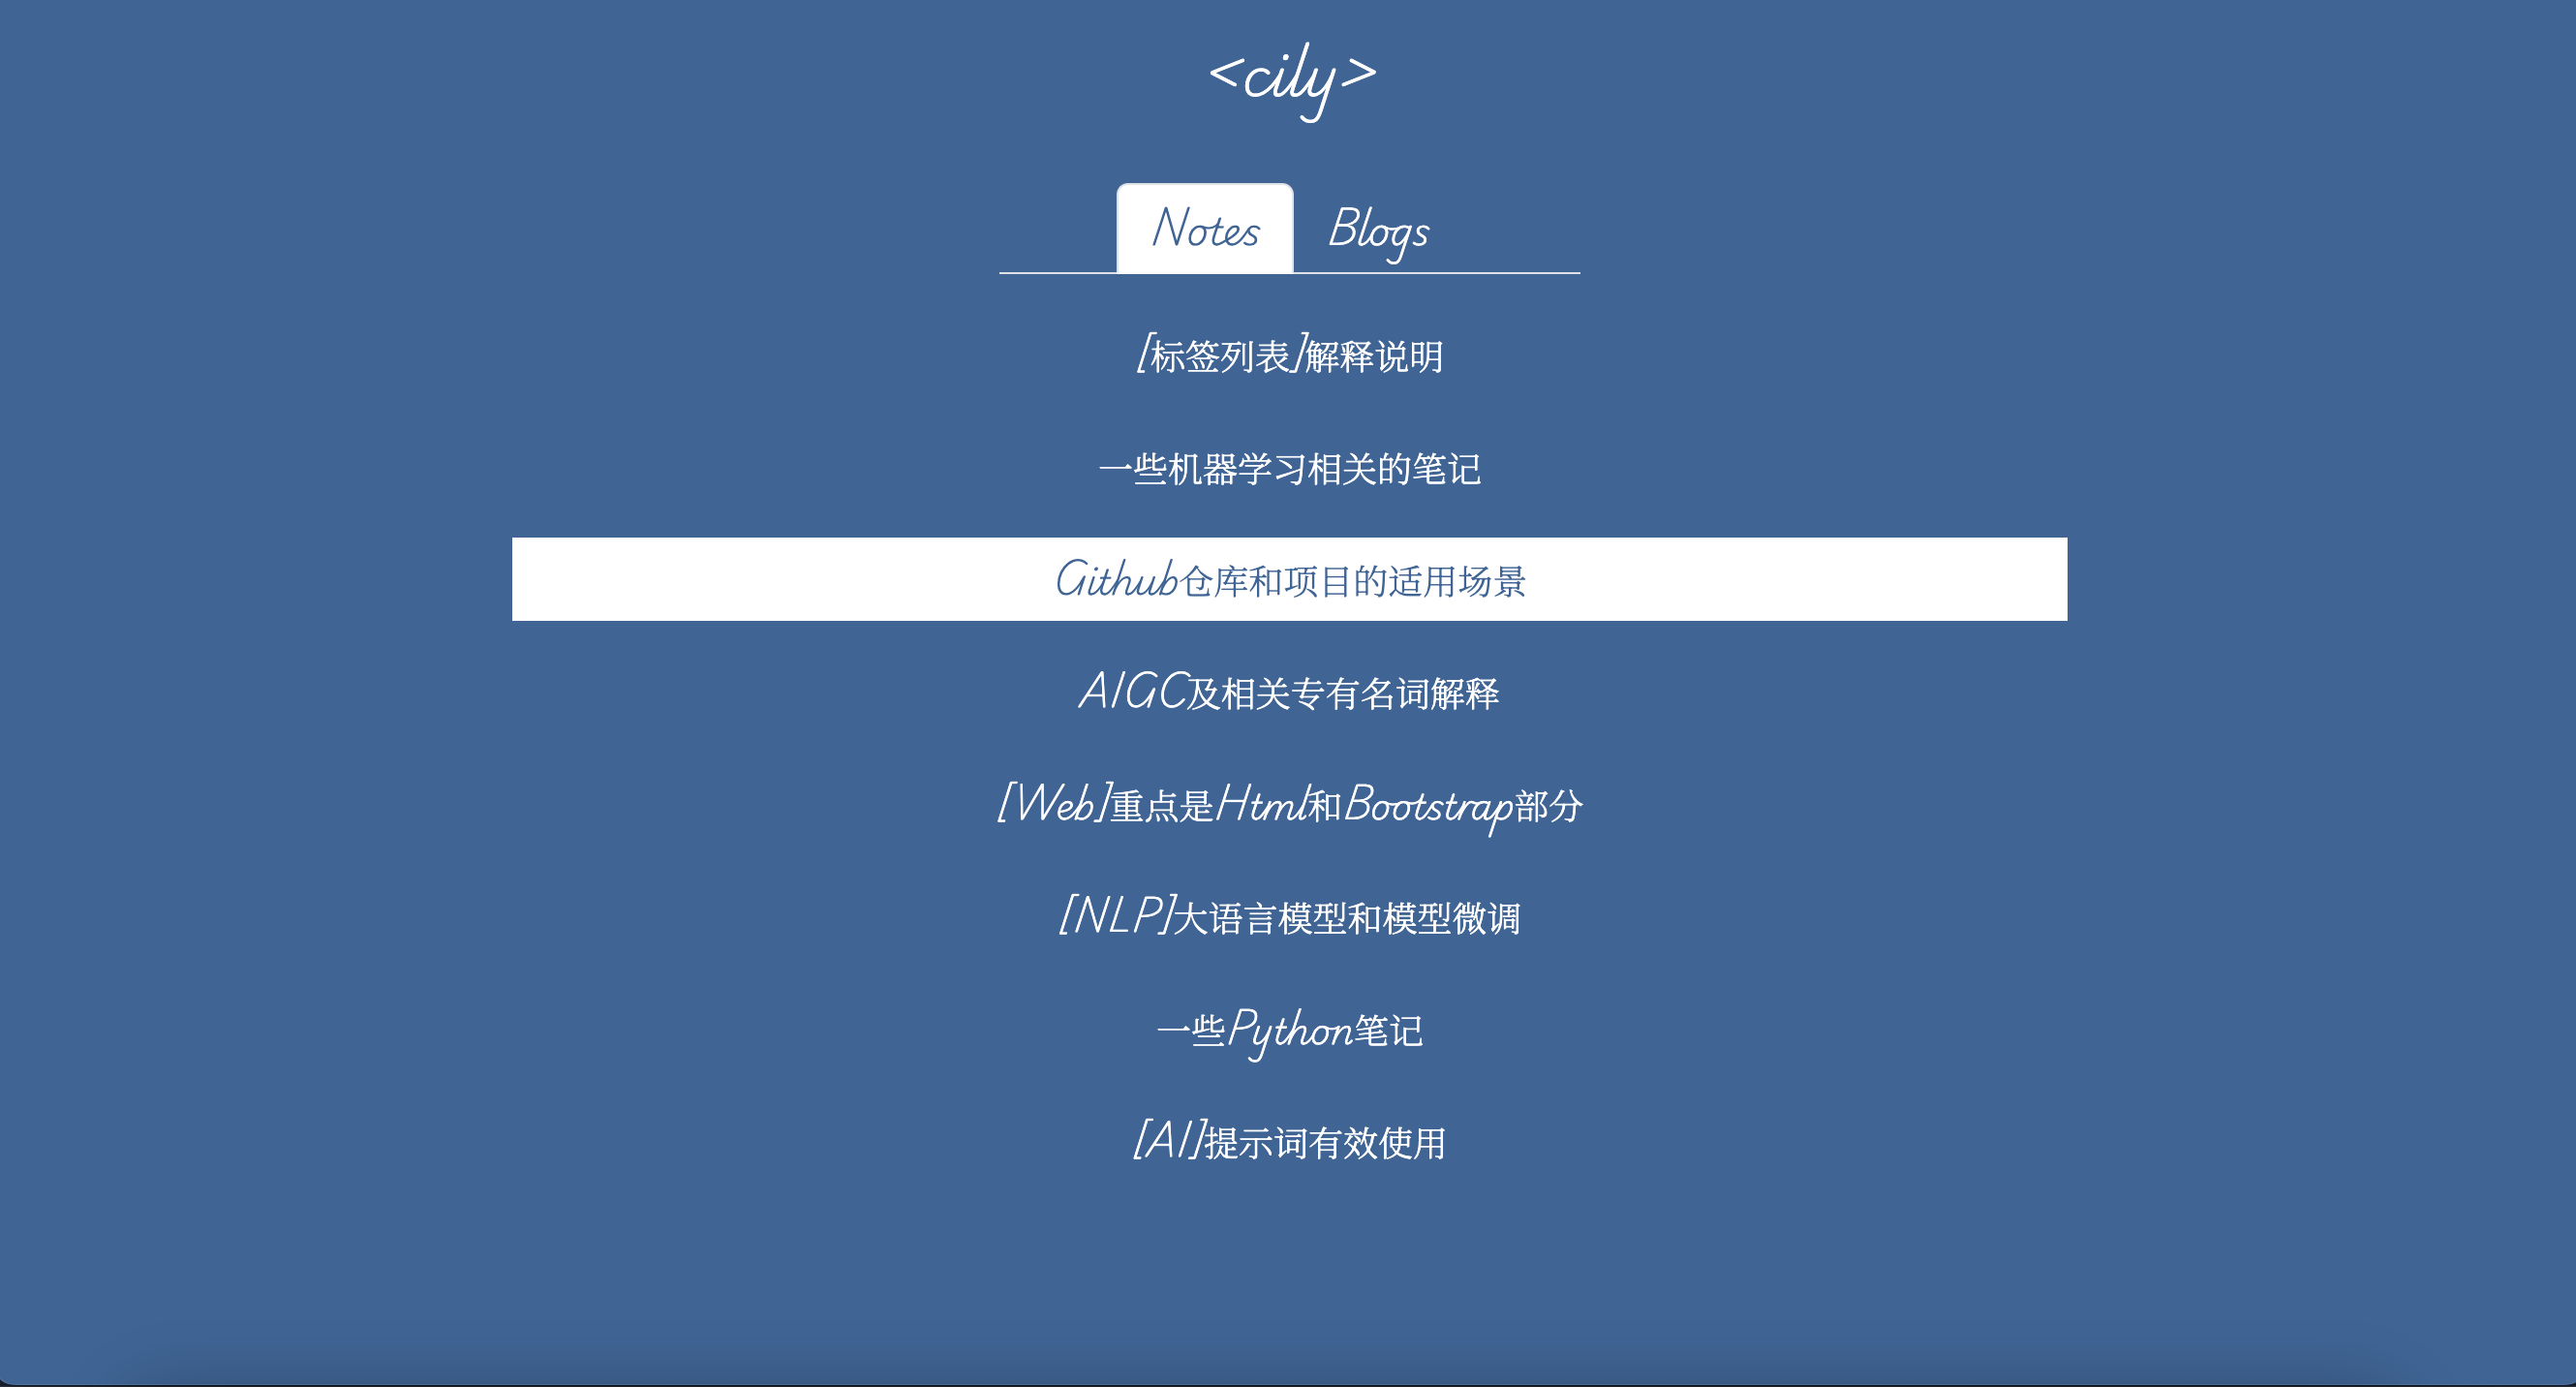 <cily>
Notes Blogs
[标签列表]解释说明
一些机器学习相关的笔记
Github仓库和项目的适用场景
AIGC及相关专有名词解释
[Web]重点是Html和Bootstrap部分
[NLP]大语言模型和模型微调
一些Python笔记
[AI]提示词有效使用